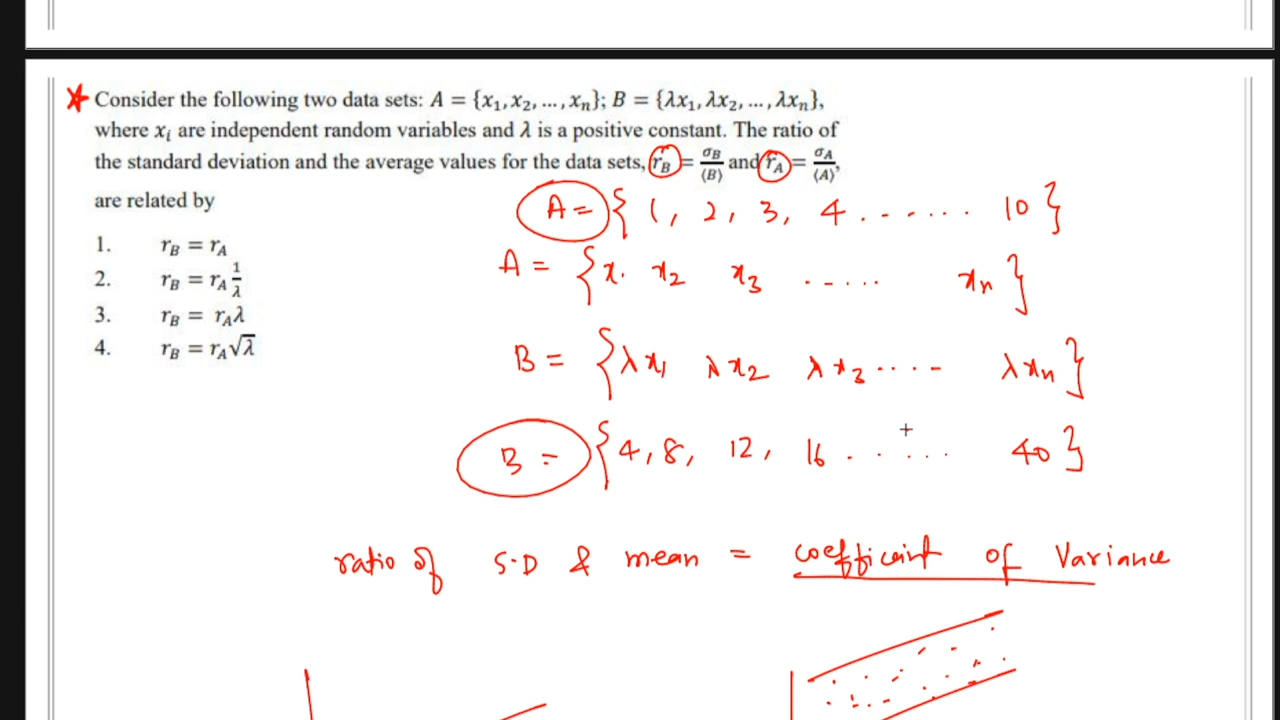 Consider the following two data sets: A = {x₁, x₂, ..., xₙ}; B = {λx₁, λx₂, ..., λxₙ},
where xᵢ are independent random variables and λ is a positive constant. The ratio of
the standard deviation and the average values for the data sets, r_B = σ_B/⟨B⟩ and r_A = σ_A/⟨A⟩,
are related by
1. r_B = r_A
2. r_B = r_A 1/λ
3. r_B = r_A λ
4. r_B = r_A √λ
A = { 1, 2, 3, 4 ....... 10 }
A = { x. x₂ x₃ ...... xₙ }
B = { λx₁ λx₂ λx₃ ..... λxₙ }
B = { 4, 8, 12, 16 ...... 40 }
ratio of S.D & mean = coefficaint of Variance